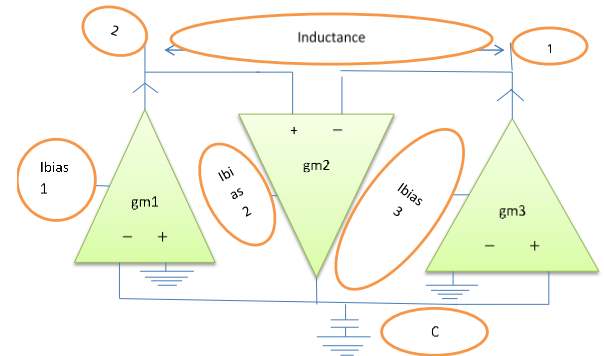 2
Inductance
1
+ −
Ibias
1
Ibi
as
2
gm2
Ibias
3
gm1
− +
gm3
− +
C